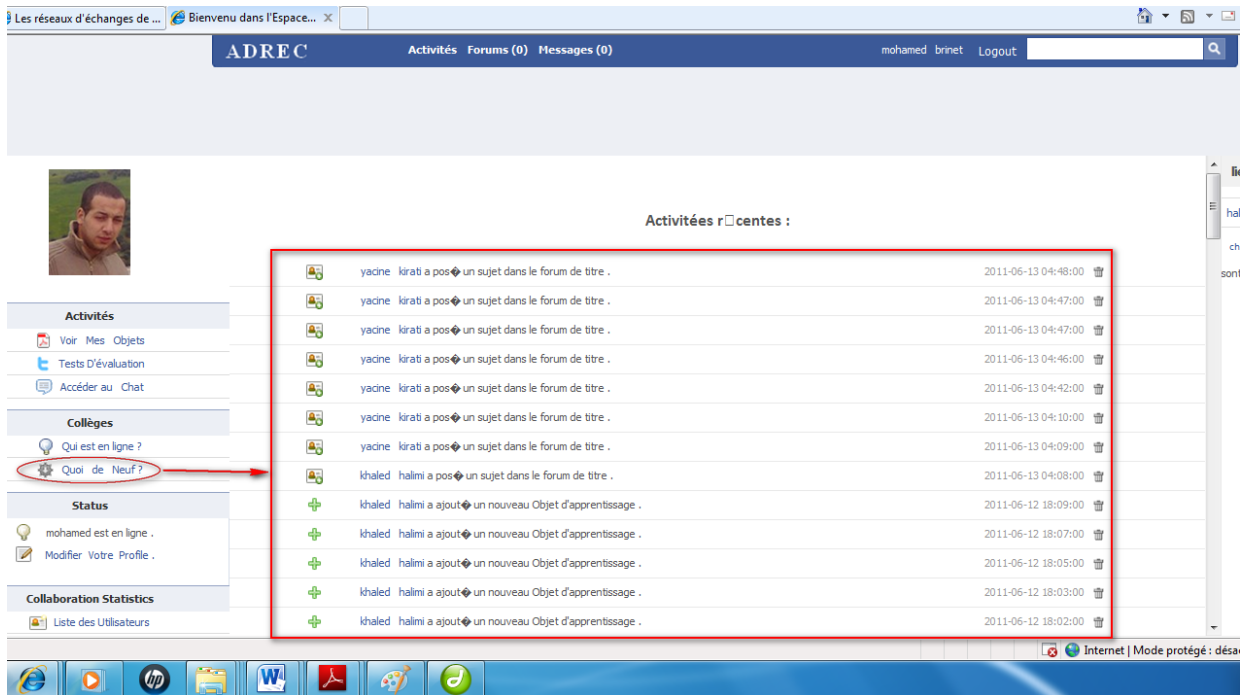 Les réseaux d'échanges de ... Bienvenu dans l'Espace... X
ADREC Activités Forums (0) Messages (0) mohamed brinet Logout
Activitées r□centes :
yacine kirati a pos� un sujet dans le forum de titre . 2011-06-13 04:48:00
yacine kirati a pos� un sujet dans le forum de titre . 2011-06-13 04:47:00
yacine kirati a pos� un sujet dans le forum de titre . 2011-06-13 04:47:00
yacine kirati a pos� un sujet dans le forum de titre . 2011-06-13 04:46:00
yacine kirati a pos� un sujet dans le forum de titre . 2011-06-13 04:42:00
yacine kirati a pos� un sujet dans le forum de titre . 2011-06-13 04:10:00
yacine kirati a pos� un sujet dans le forum de titre . 2011-06-13 04:09:00
khaled halimi a pos� un sujet dans le forum de titre . 2011-06-13 04:08:00
khaled halimi a ajout� un nouveau Objet d'apprentissage . 2011-06-12 18:09:00
khaled halimi a ajout� un nouveau Objet d'apprentissage . 2011-06-12 18:07:00
khaled halimi a ajout� un nouveau Objet d'apprentissage . 2011-06-12 18:05:00
khaled halimi a ajout� un nouveau Objet d'apprentissage . 2011-06-12 18:03:00
khaled halimi a ajout� un nouveau Objet d'apprentissage . 2011-06-12 18:02:00
Activités
Voir Mes Objets
Tests D'évaluation
Accéder au Chat
Collèges
Qui est en ligne ?
Quoi de Neuf ?
Status
mohamed est en ligne .
Modifier Votre Profile .
Collaboration Statistics
Liste des Utilisateurs
sont
Internet | Mode protégé : désa
hp
W